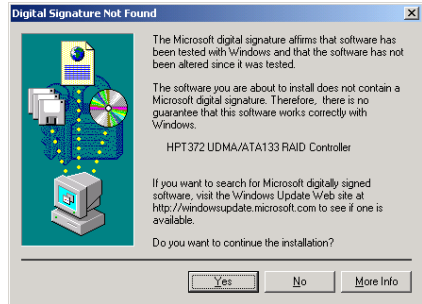 Digital Signature Not Found
The Microsoft digital signature affirms that software has
been tested with Windows and that the software has not
been altered since it was tested.
The software you are about to install does not contain a
Microsoft digital signature. Therefore, there is no
guarantee that this software works correctly with
Windows.
HPT372 UDMA/ATA133 RAID Controller
If you want to search for Microsoft digitally signed
software, visit the Windows Update Web site at
http://windowsupdate.microsoft.com to see if one is
available.
Do you want to continue the installation?
Yes No More Info